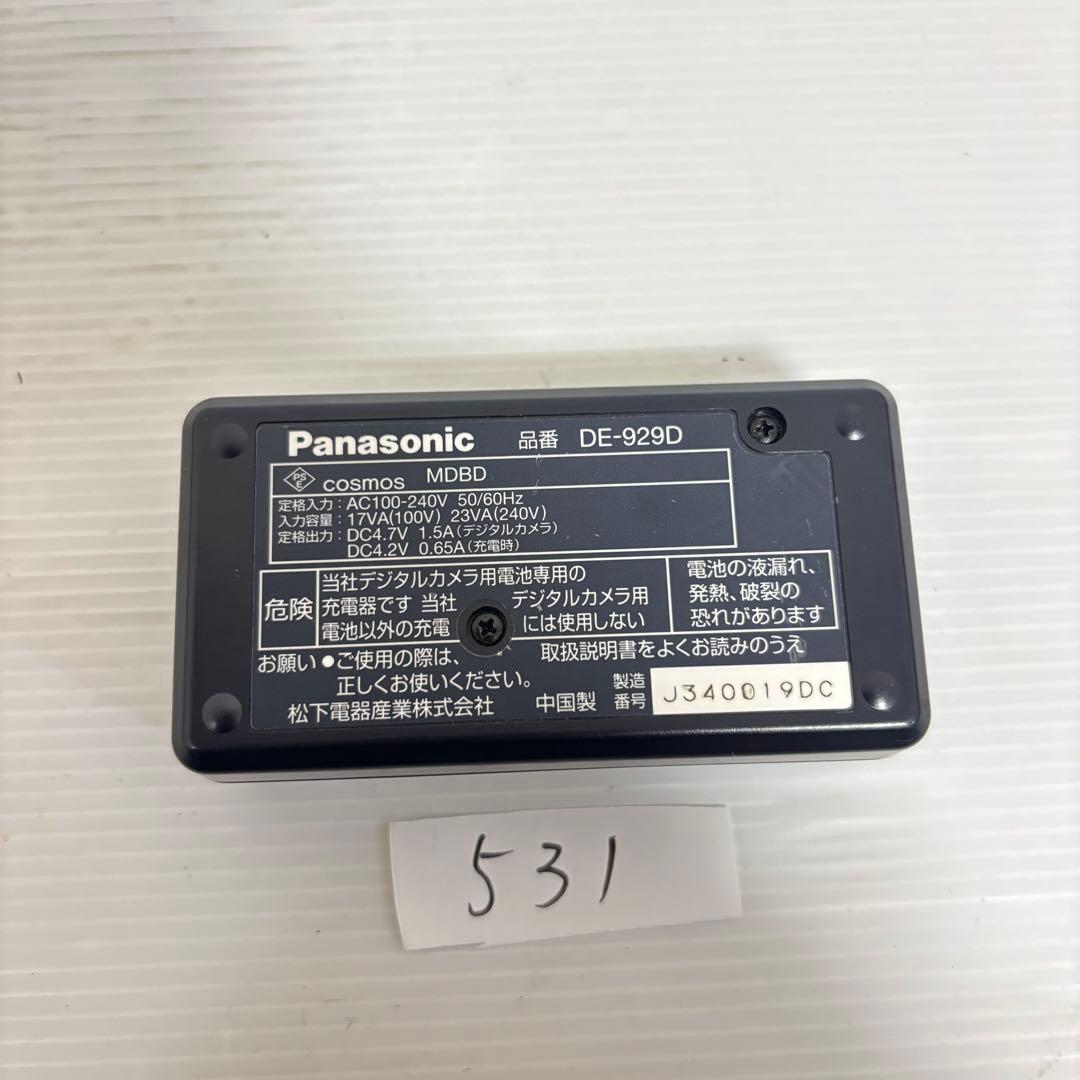 Panasonic 品番 DE-929D
PS E cosmos MDBD
定格入力：AC100-240V 50/60Hz
入力容量：17VA(100V) 23VA(240V)
定格出力：DC4.7V 1.5A(デジタルカメラ)
DC4.2V 0.65A(充電時)
危険
当社デジタルカメラ用電池専用の
充電器です 当社 デジタルカメラ用
電池以外の充電 には使用しない
電池の液漏れ、
発熱、破裂の
恐れがあります
お願い ●ご使用の際は、 取扱説明書をよくお読みのうえ
正しくお使いください。
松下電器産業株式会社 中国製
製造
番号
J340019DC
531